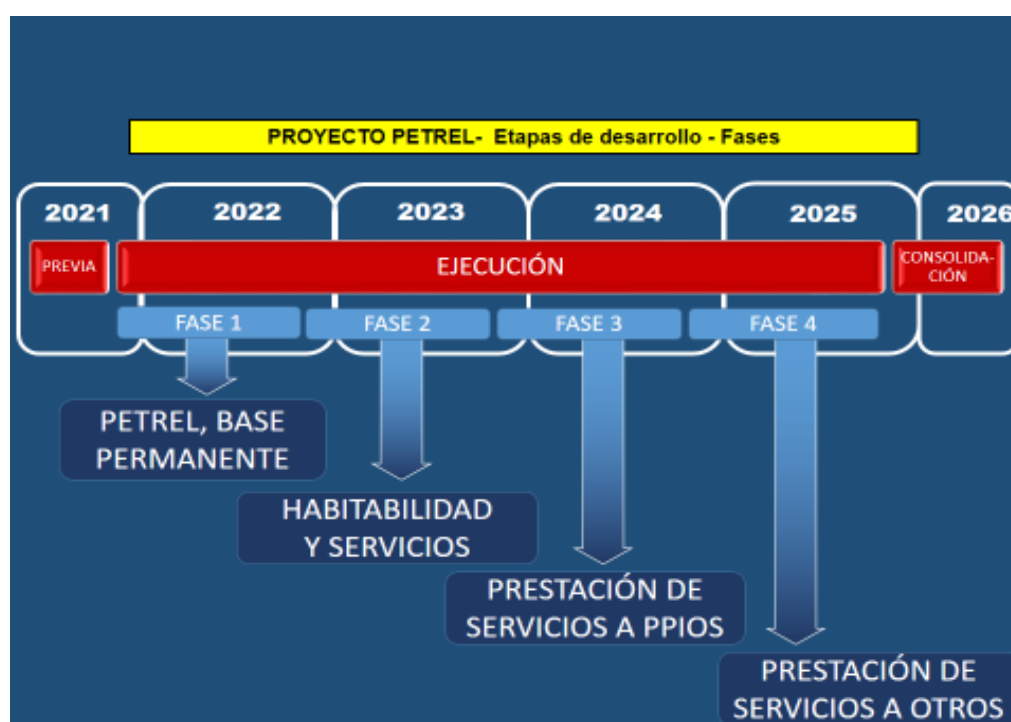 PROYECTO PETREL- Etapas de desarrollo - Fases
2021
2022
2023
2024
2025
2026
PREVIA
EJECUCIÓN
CONSOLIDA-
CIÓN
FASE 1
FASE 2
FASE 3
FASE 4
PETREL, BASE
PERMANENTE
HABITABILIDAD
Y SERVICIOS
PRESTACIÓN DE
SERVICIOS A PPIOS
PRESTACIÓN DE
SERVICIOS A OTROS